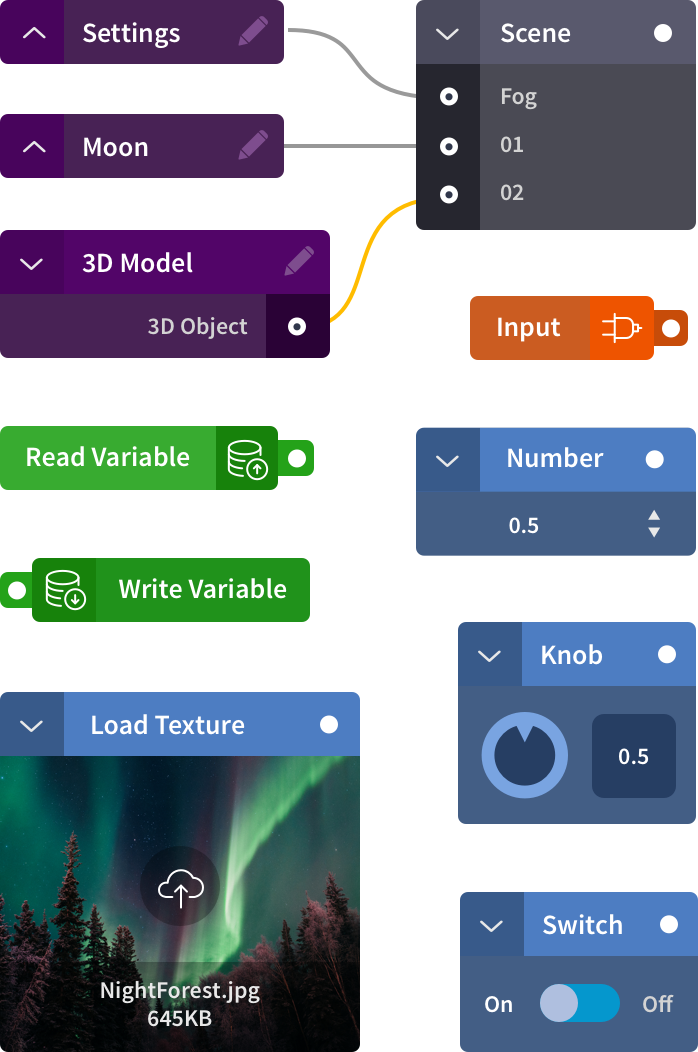 Settings
Scene
Fog
Moon
01
02
3D Model
3D Object
Input
Read Variable
Number
0.5
Write Variable
Knob
0.5
Load Texture
NightForest.jpg
645KB
Switch
On
Off